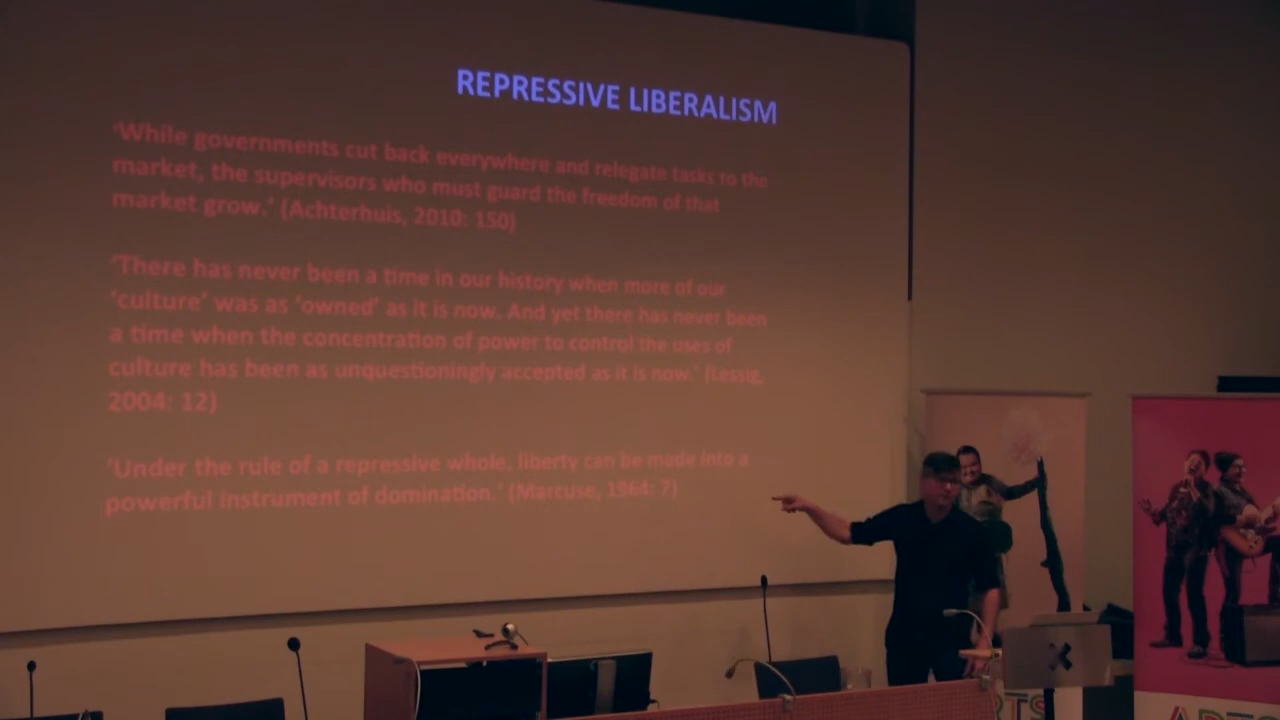 REPRESSIVE LIBERALISM
'While governments cut back everywhere and relegate tasks to the
market, the supervisors who must guard the freedom of that
market grow.' (Achterhuis, 2010: 150)
'There has never been a time in our history when more of our
'culture' was as 'owned' as it is now. And yet there has never been
a time when the concentration of power to control the uses of
culture has been as unquestioningly accepted as it is now.' (Lessig,
2004: 12)
'Under the rule of a repressive whole, liberty can be made into a
powerful instrument of domination.' (Marcuse, 1964: 7)